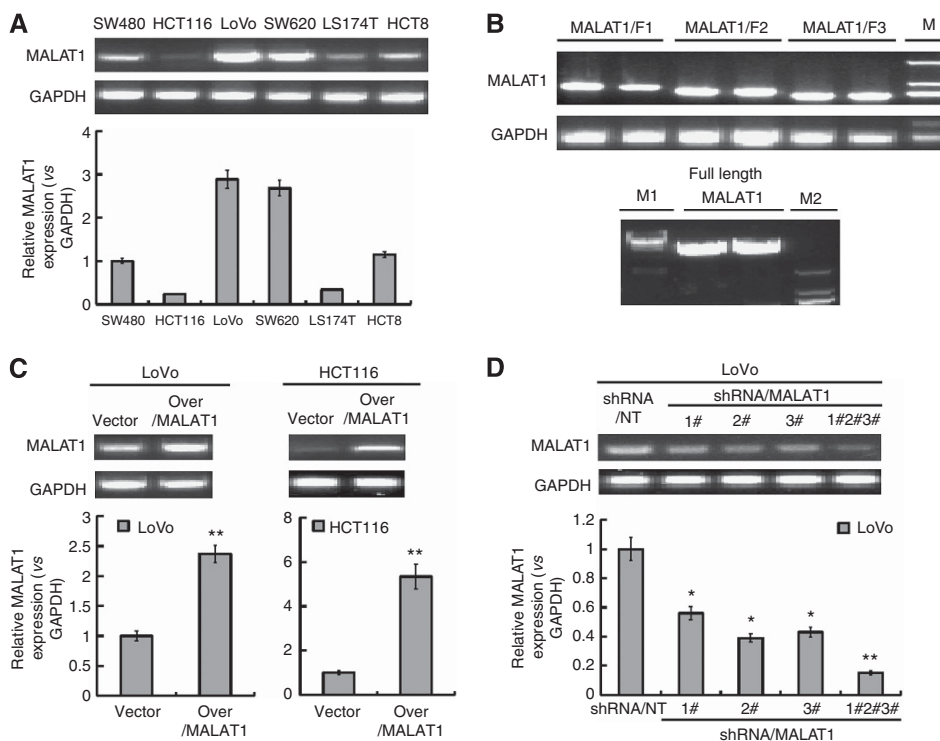 A
SW480 HCT116 LoVo SW620 LS174T HCT8
MALAT1
GAPDH
Relative MALAT1
expression (vs
GAPDH)
4
3
2
1
0
SW480 HCT116 LoVo SW620 LS174T HCT8
B
MALAT1/F1 MALAT1/F2 MALAT1/F3 M
MALAT1
GAPDH
Full length
M1 MALAT1 M2
C
LoVo
Vector Over
/MALAT1
MALAT1
GAPDH
Relative MALAT1
expression (vs
GAPDH)
3
2.5
2
1.5
1
0.5
0
LoVo
**
Vector Over
/MALAT1
HCT116
Vector Over
/MALAT1
8
6
4
2
0
HCT116
**
Vector Over
/MALAT1
D
LoVo
shRNA
/NT
shRNA/MALAT1
1# 2# 3# 1#2#3#
MALAT1
GAPDH
Relative MALAT1
expression (vs
GAPDH)
1.2
1
0.8
0.6
0.4
0.2
0
LoVo
* * * **
shRNA/NT 1# 2# 3# 1#2#3#
shRNA/MALAT1